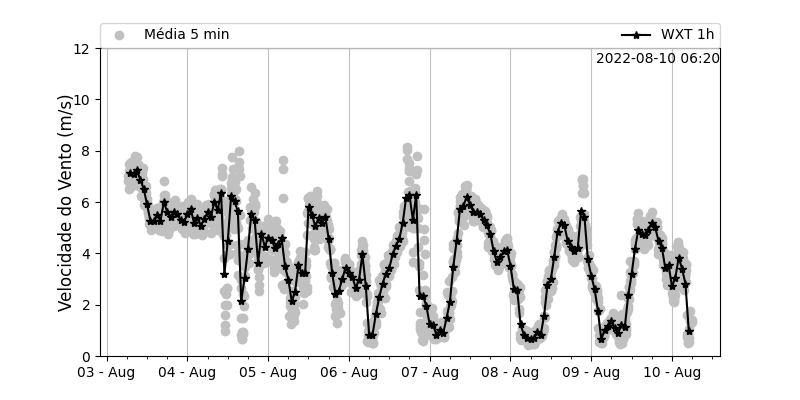 Média 5 min WXT 1h
2022-08-10 06:20
Velocidade do Vento (m/s)
12
10
8
6
4
2
0
03 - Aug 04 - Aug 05 - Aug 06 - Aug 07 - Aug 08 - Aug 09 - Aug 10 - Aug